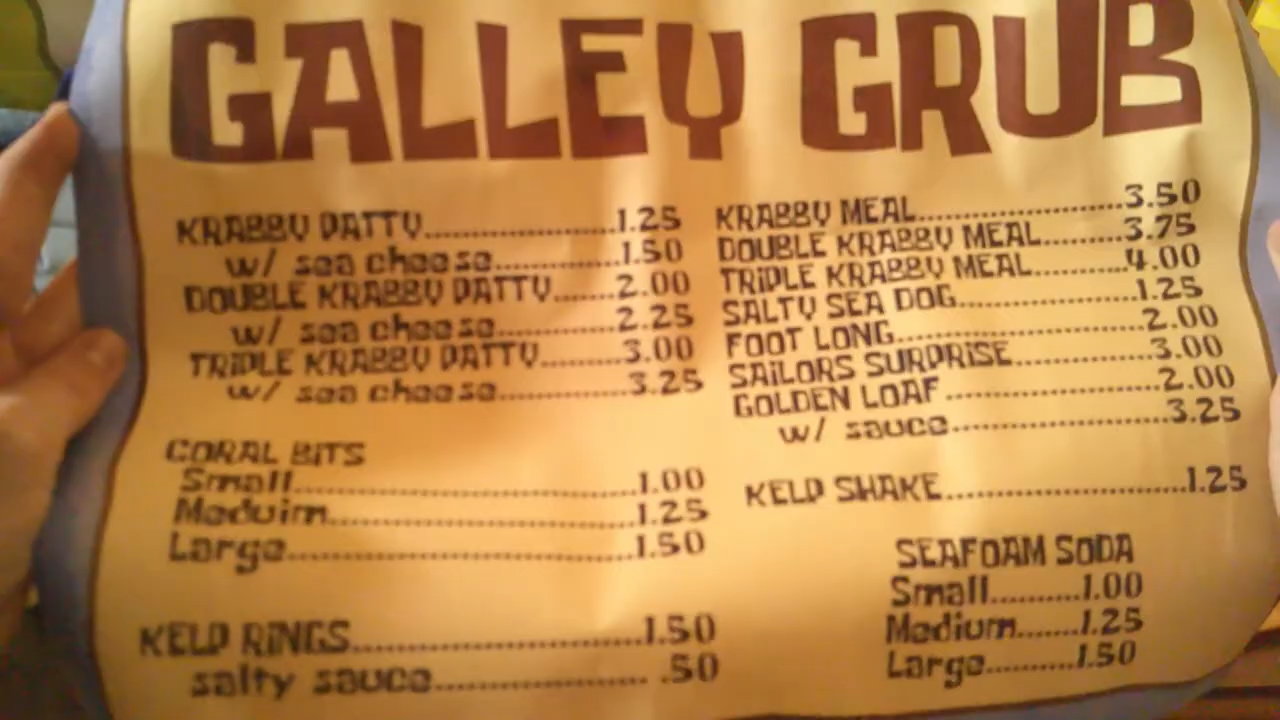 GALLEY GRUB
KRABBY PATTY....................1.25
w/ sea cheese.............1.50
DOUBLE KRABBY PATTY......2.00
w/ sea cheese.............2.25
TRIPLE KRABBY PATTY........3.00
w/ sea cheese.............3.25
CORAL BITS
Small...................................1.00
Meduim..............................1.25
Large..................................1.50
KELP RINGS.............................1.50
salty sauce...................... .50
KRABBY MEAL.....................3.50
DOUBLE KRABBY MEAL........3.75
TRIPLE KRABBY MEAL.........4.00
SALTY SEA DOG..................1.25
FOOT LONG.........................2.00
SAILORS SURPRISE..............3.00
GOLDEN LOAF.....................2.00
w/ sauce......................3.25
KELP SHAKE........................1.25
SEAFOAM SODA
Small.........1.00
Medium......1.25
Large.........1.50